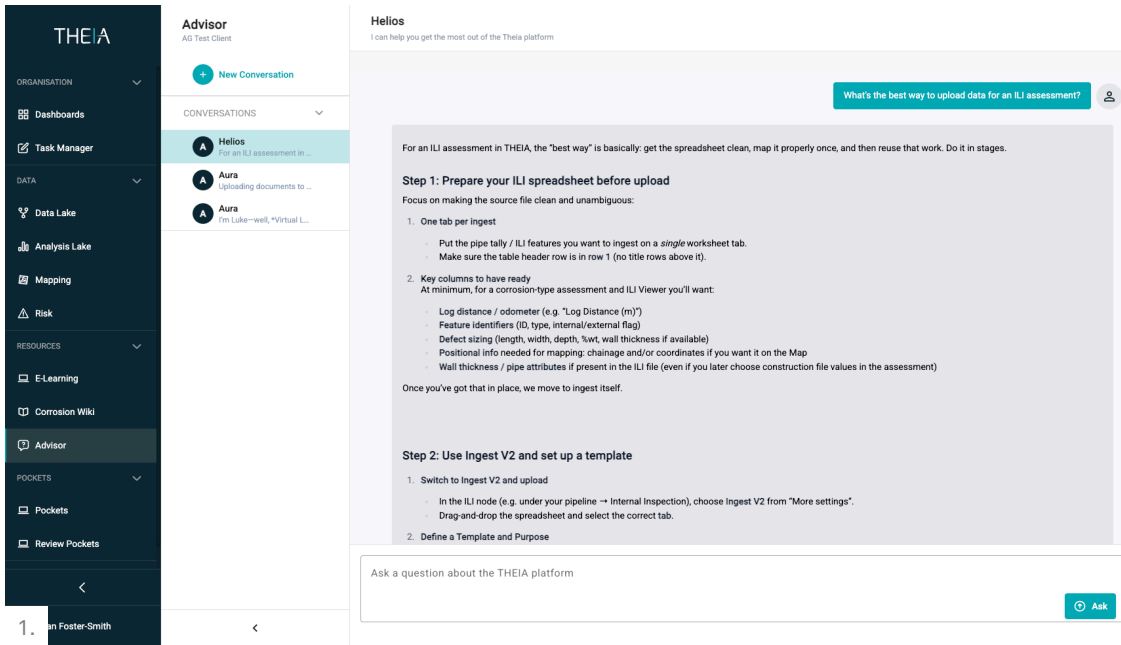 THEIA
ORGANISATION
Dashboards
Task Manager
DATA
Data Lake
Analysis Lake
Mapping
Risk
RESOURCES
E-Learning
Corrosion Wiki
Advisor
POCKETS
Pockets
Review Pockets
1.
an Foster-Smith
Advisor
AG Test Client
+ New Conversation
CONVERSATIONS
A Helios
For an ILI assessment in ...
A Aura
Uploading documents to ...
A Aura
I'm Luke—well, *Virtual L...
Helios
I can help you get the most out of the Theia platform
What's the best way to upload data for an ILI assessment?
For an ILI assessment in THEIA, the “best way” is basically: get the spreadsheet clean, map it properly once, and then reuse that work. Do it in stages.
Step 1: Prepare your ILI spreadsheet before upload
Focus on making the source file clean and unambiguous:
1. One tab per ingest
Put the pipe tally / ILI features you want to ingest on a single worksheet tab.
Make sure the table header row is in row 1 (no title rows above it).
2. Key columns to have ready
At minimum, for a corrosion-type assessment and ILI Viewer you’ll want:
Log distance / odometer (e.g. “Log Distance (m)”)
Feature identifiers (ID, type, internal/external flag)
Defect sizing (length, width, depth, %wt, wall thickness if available)
Positional info needed for mapping: chainage and/or coordinates if you want it on the Map
Wall thickness / pipe attributes if present in the ILI file (even if you later choose construction file values in the assessment)
Once you’ve got that in place, we move to ingest itself.
Step 2: Use Ingest V2 and set up a template
1. Switch to Ingest V2 and upload
In the ILI node (e.g. under your pipeline → Internal Inspection), choose Ingest V2 from “More settings”.
Drag-and-drop the spreadsheet and select the correct tab.
2. Define a Template and Purpose
Ask a question about the THEIA platform
Ask